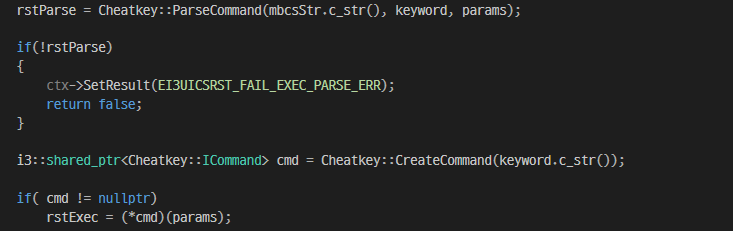 rstParse = Cheatkey::ParseCommand(mbcsStr.c_str(), keyword, params);
if(!rstParse)
{
ctx->SetResult(EI3UICSRST_FAIL_EXEC_PARSE_ERR);
return false;
}
i3::shared_ptr<Cheatkey::ICommand> cmd = Cheatkey::CreateCommand(keyword.c_str());
if( cmd != nullptr)
rstExec = (*cmd)(params);